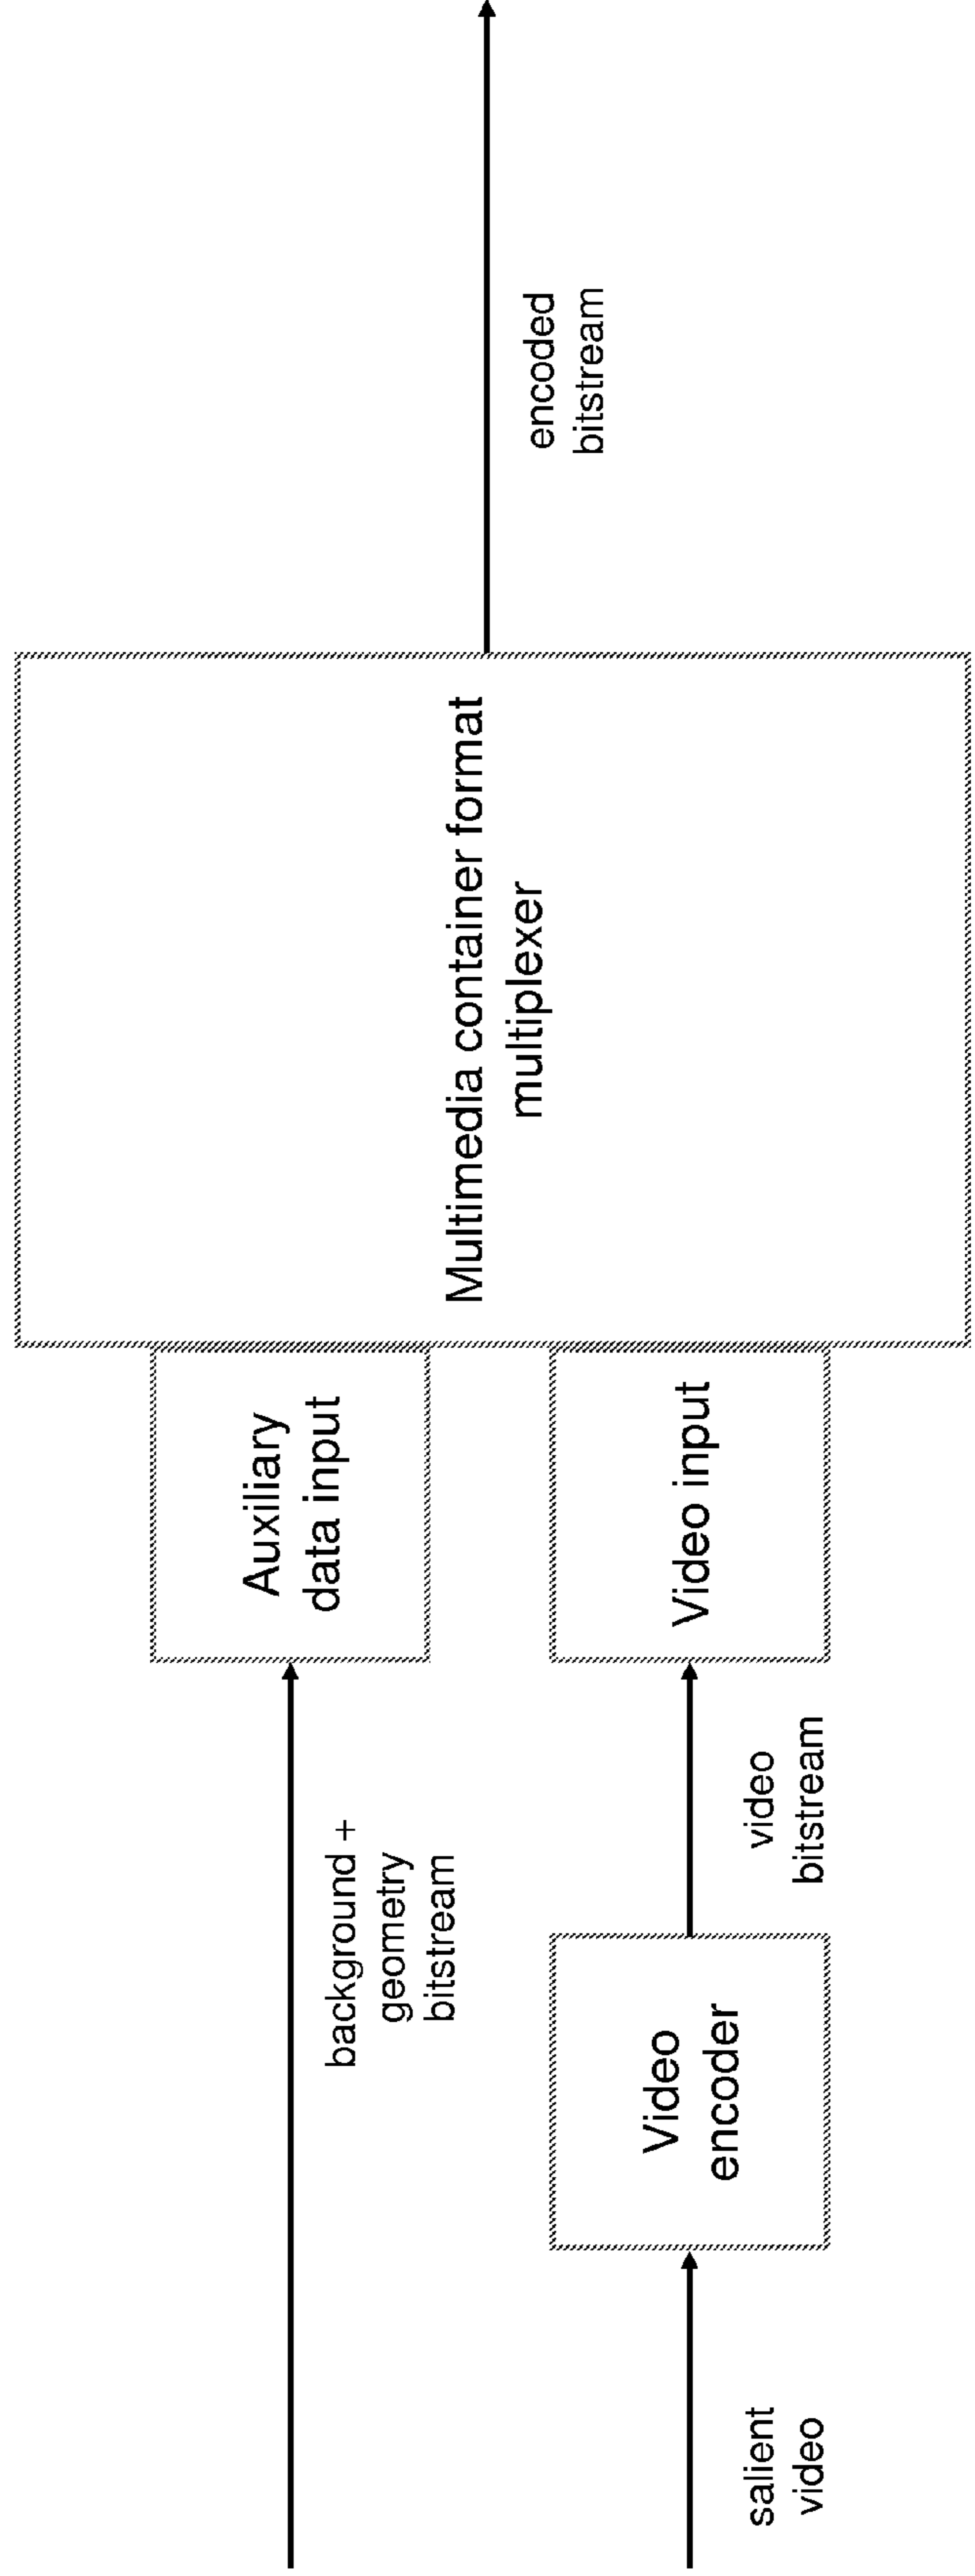 background +
geometry
bitstream
Auxiliary
data input
salient
video
Video
encoder
video
bitstream
Video input
Multimedia container format
multiplexer
encoded
bitstream